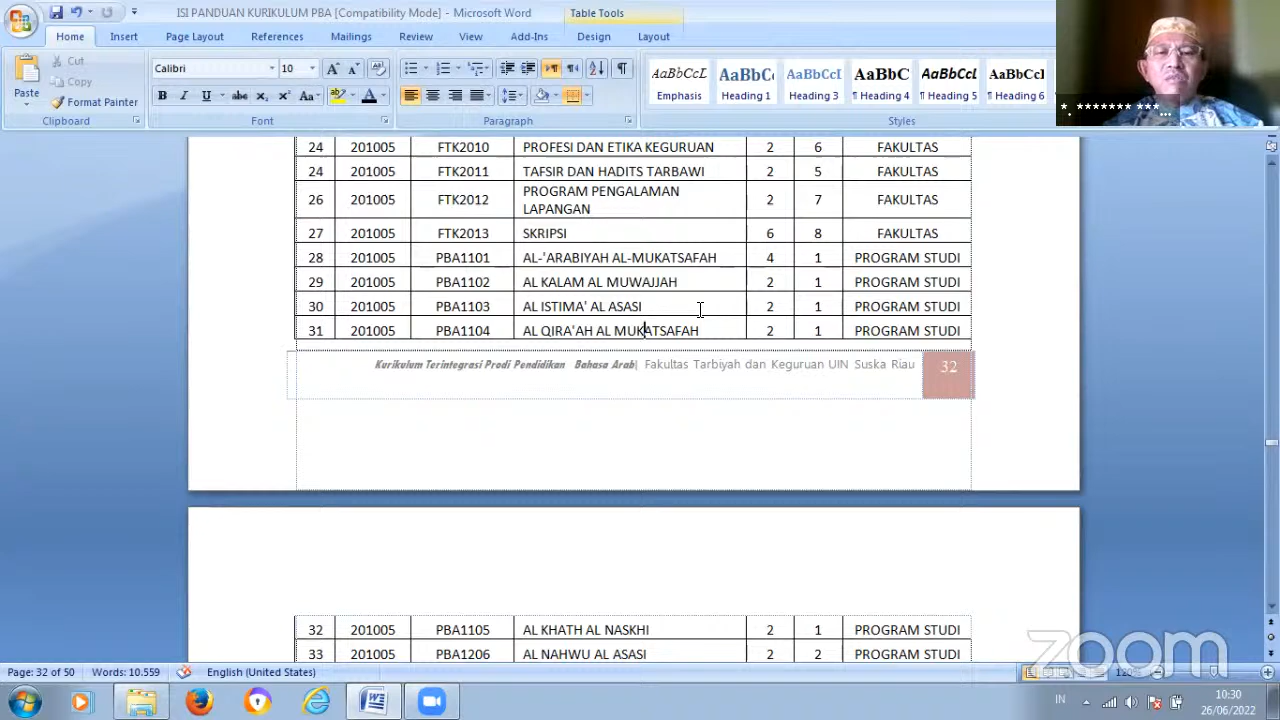 ISI PANDUAN KURIKULUM PBA [Compatibility Mode] - Microsoft Word
Table Tools
Home Insert Page Layout References Mailings Review View Add-Ins Design Layout
Paste
Cut
Copy
Format Painter
Clipboard
Calibri 10
Font
Paragraph
AaBbCcL AaBbCc AaBbCcL AaBbC AaBbCcL AaBbCcl
Emphasis Heading 1 Heading 3 ¶ Heading 4 ¶ Heading 5 ¶ Heading 6
Styles
*. ******* ***...
24 201005 FTK2010 PROFESI DAN ETIKA KEGURUAN 2 6 FAKULTAS
24 201005 FTK2011 TAFSIR DAN HADITS TARBAWI 2 5 FAKULTAS
26 201005 FTK2012 PROGRAM PENGALAMAN LAPANGAN 2 7 FAKULTAS
27 201005 FTK2013 SKRIPSI 6 8 FAKULTAS
28 201005 PBA1101 AL-'ARABIYAH AL-MUKATSAFAH 4 1 PROGRAM STUDI
29 201005 PBA1102 AL KALAM AL MUWAJJAH 2 1 PROGRAM STUDI
30 201005 PBA1103 AL ISTIMA' AL ASASI 2 1 PROGRAM STUDI
31 201005 PBA1104 AL QIRA'AH AL MUKATSAFAH 2 1 PROGRAM STUDI
Kurikulum Terintegrasi Prodi Pendidikan Bahasa Arab| Fakultas Tarbiyah dan Keguruan UIN Suska Riau 32
32 201005 PBA1105 AL KHATH AL NASKHI 2 1 PROGRAM STUDI
33 201005 PBA1206 AL NAHWU AL ASASI 2 2 PROGRAM STUDI
zoom
Page: 32 of 50 Words: 10.559 English (United States) 120%
IN
10:30
26/06/2022